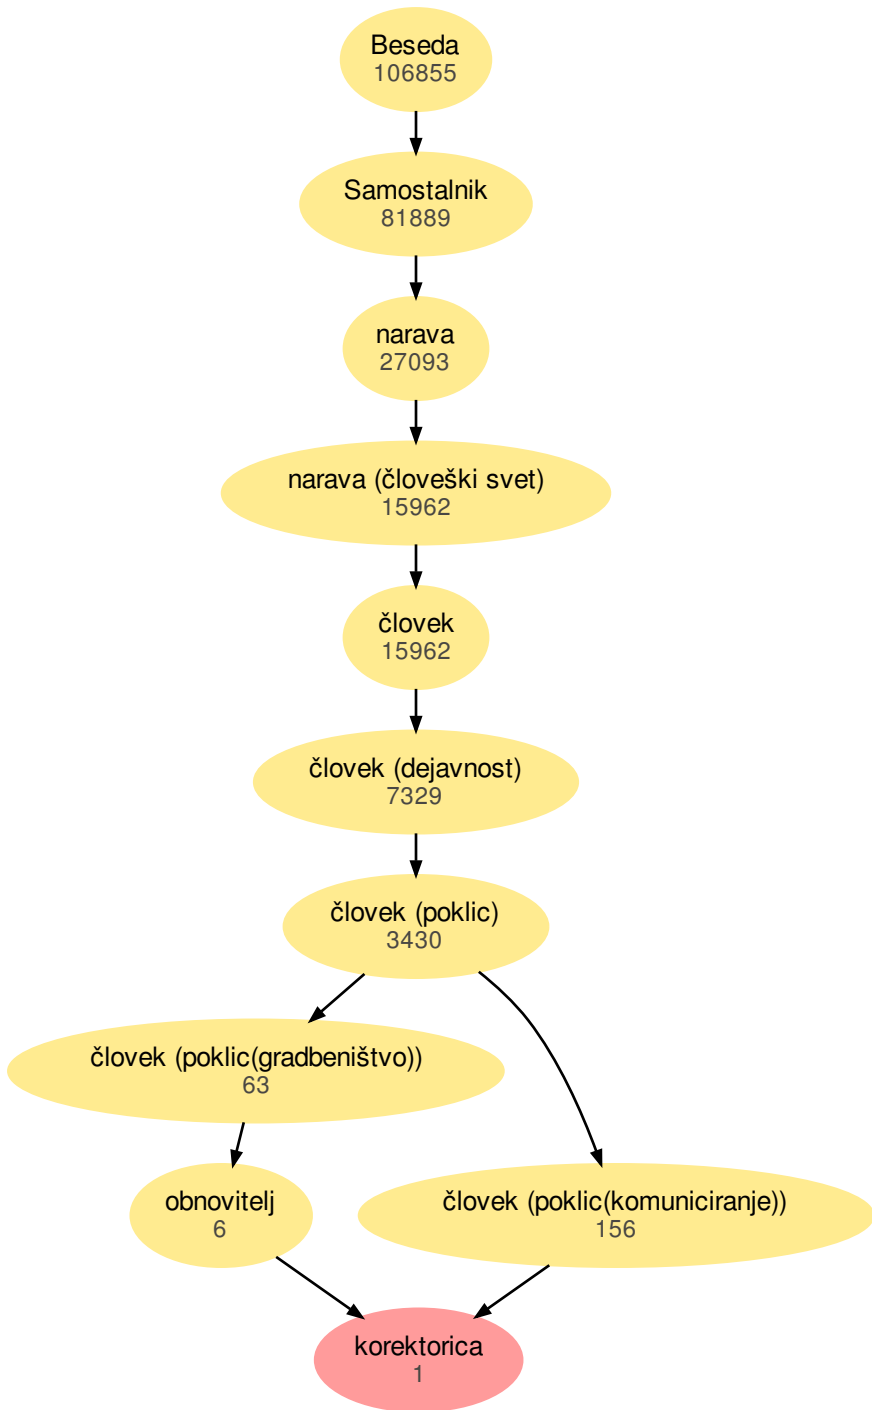 Beseda
106855
Samostalnik
81889
narava
27093
narava (človeški svet)
15962
človek
15962
človek (dejavnost)
7329
človek (poklic)
3430
človek (poklic(gradbeništvo))
63
obnovitelj
6
človek (poklic(komuniciranje))
156
korektorica
1